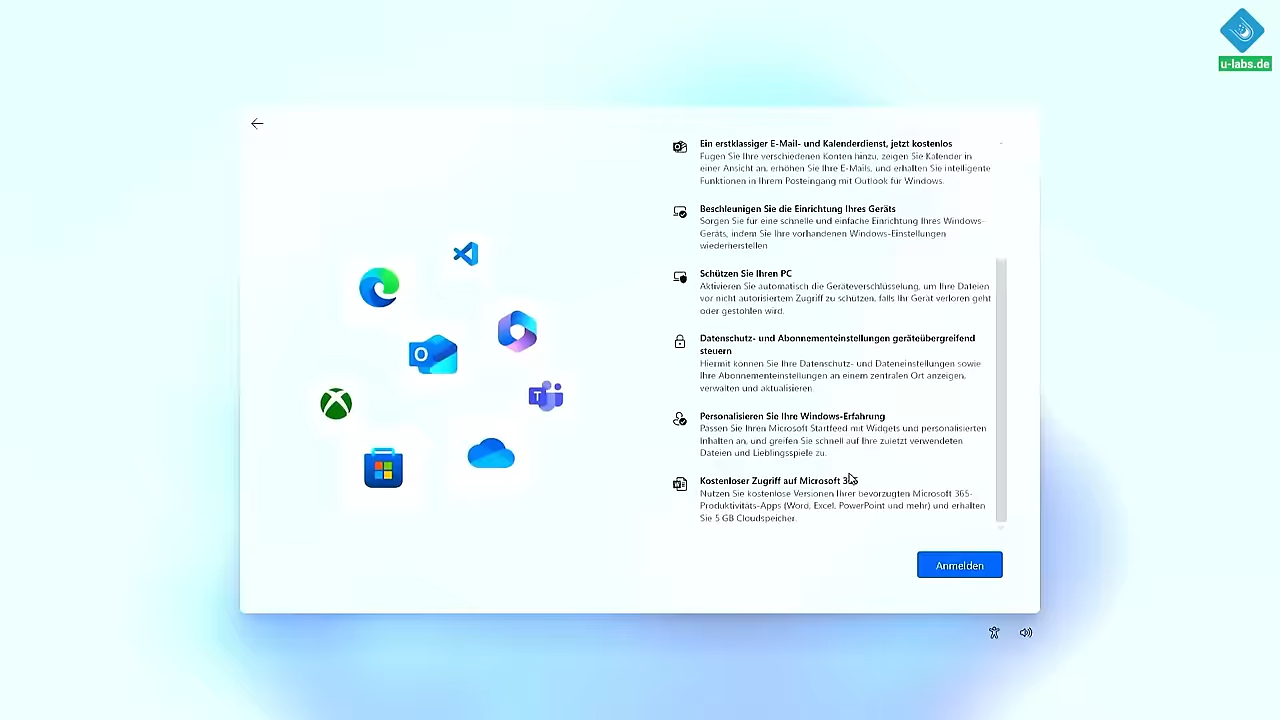 u-labs.de
Ein erstklassiger E-Mail- und Kalenderdienst, jetzt kostenlos
Fügen Sie Ihre verschiedenen Konten hinzu, zeigen Sie Kalender in
einer Ansicht an, erhöhen Sie Ihre E-Mails, und erhalten Sie intelligente
Funktionen in Ihrem Posteingang mit Outlook für Windows.
Beschleunigen Sie die Einrichtung Ihres Geräts
Sorgen Sie für eine schnelle und einfache Einrichtung Ihres Windows-
Geräts, indem Sie Ihre vorhandenen Windows-Einstellungen
wiederherstellen
Schützen Sie Ihren PC
Aktivieren Sie automatisch die Geräteverschlüsselung, um Ihre Dateien
vor nicht autorisiertem Zugriff zu schützen, falls Ihr Gerät verloren geht
oder gestohlen wird.
Datenschutz- und Abonnementeinstellungen geräteübergreifend
steuern
Hiermit können Sie Ihre Datenschutz- und Dateneinstellungen sowie
Ihre Abonnementeinstellungen an einem zentralen Ort anzeigen,
verwalten und aktualisieren.
Personalisieren Sie Ihre Windows-Erfahrung
Passen Sie Ihren Microsoft Startfeed mit Widgets und personalisierten
Inhalten an, und greifen Sie schnell auf Ihre zuletzt verwendeten
Dateien und Lieblingsspiele zu.
Kostenloser Zugriff auf Microsoft 365
Nutzen Sie kostenlose Versionen Ihrer bevorzugten Microsoft 365-
Produktivitäts-Apps (Word, Excel, PowerPoint und mehr) und erhalten
Sie 5 GB Cloudspeicher.
Anmelden